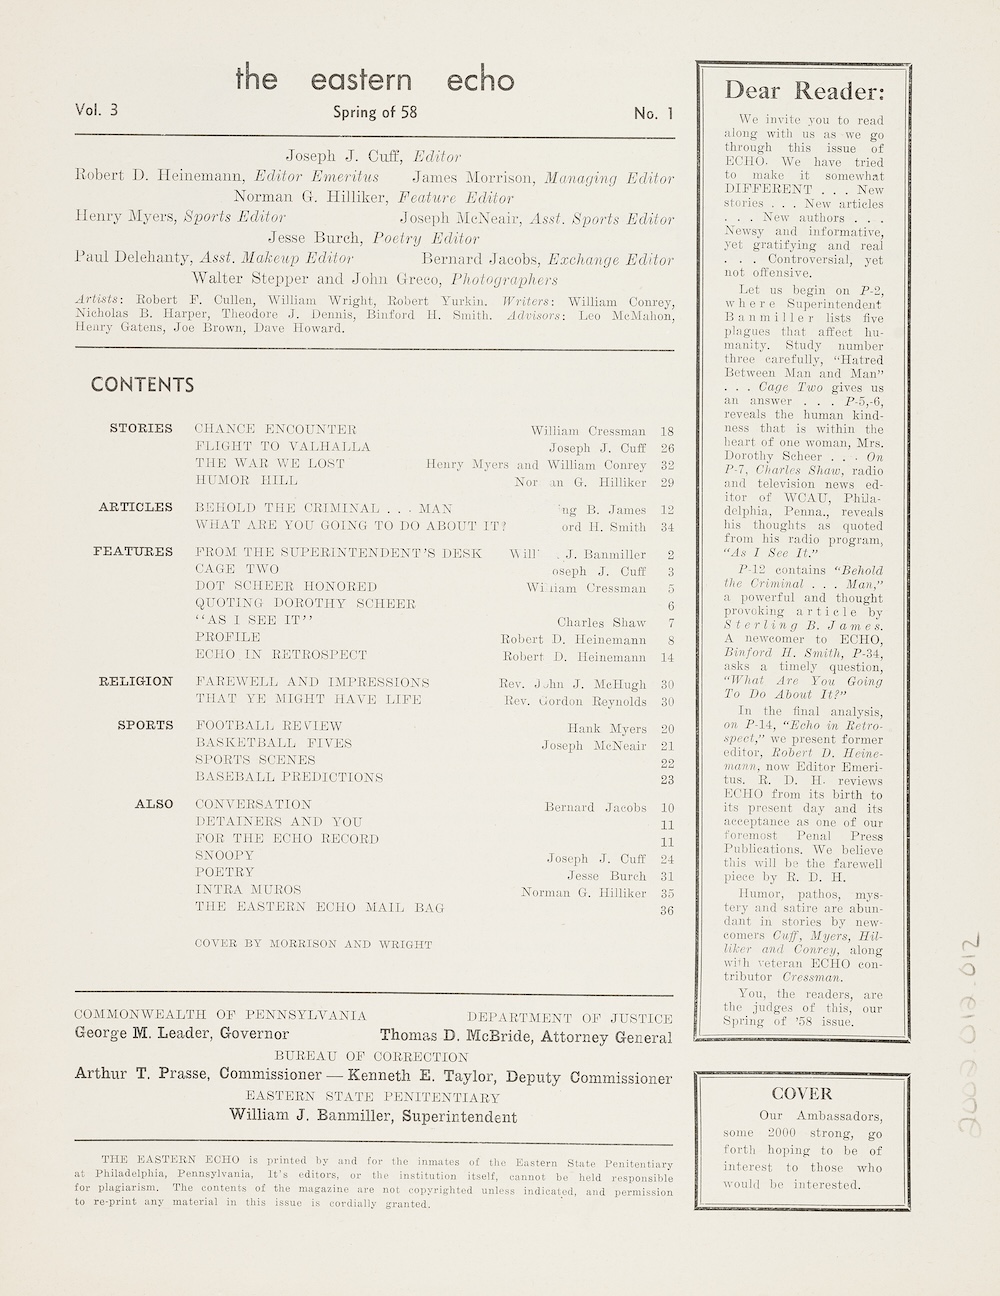 the eastern echo
Vol. 3 Spring of 58 No. 1
Joseph J. Cuff, Editor
Robert D. Heinemann, Editor Emeritus James Morrison, Managing Editor
Norman G. Hilliker, Feature Editor
Henry Myers, Sports Editor Joseph McNeair, Asst. Sports Editor
Jesse Burch, Poetry Editor
Paul Delehanty, Asst. Makeup Editor Bernard Jacobs, Exchange Editor
Walter Stepper and John Greco, Photographers
Artists: Robert F. Cullen, William Wright, Robert Yurkin. Writers: William Conrey,
Nicholas B. Harper, Theodore J. Dennis, Binford H. Smith. Advisors: Leo McMahon,
Henry Gatens, Joe Brown, Dave Howard.
CONTENTS
STORIES CHANCE ENCOUNTER William Cressman 18
FLIGHT TO VALHALLA Joseph J. Cuff 26
THE WAR WE LOST Henry Myers and William Conrey 32
HUMOR HILL Nor an G. Hilliker 29
ARTICLES BEHOLD THE CRIMINAL . . . MAN ng B. James 12
WHAT ARE YOU GOING TO DO ABOUT IT? ord H. Smith 34
FEATURES FROM THE SUPERINTENDENT'S DESK Will . J. Banmiller 2
CAGE TWO oseph J. Cuff 3
DOT SCHEER HONORED William Cressman 5
QUOTING DOROTHY SCHEER 6
"AS I SEE IT" Charles Shaw 7
PROFILE Robert D. Heinemann 8
ECHO IN RETROSPECT Robert D. Heinemann 14
RELIGION FAREWELL AND IMPRESSIONS Rev. John J. McHugh 30
THAT YE MIGHT HAVE LIFE Rev. Gordon Reynolds 30
SPORTS FOOTBALL REVIEW Hank Myers 20
BASKETBALL FIVES Joseph McNeair 21
SPORTS SCENES 22
BASEBALL PREDICTIONS 23
ALSO CONVERSATION Bernard Jacobs 10
DETAINERS AND YOU 11
FOR THE ECHO RECORD 11
SNOOPY Joseph J. Cuff 24
POETRY Jesse Burch 31
INTRA MUROS Norman G. Hilliker 35
THE EASTERN ECHO MAIL BAG 36
COVER BY MORRISON AND WRIGHT
COMMONWEALTH OF PENNSYLVANIA DEPARTMENT OF JUSTICE
George M. Leader, Governor Thomas D. McBride, Attorney General
BUREAU OF CORRECTION
Arthur T. Prasse, Commissioner — Kenneth E. Taylor, Deputy Commissioner
EASTERN STATE PENITENTIARY
William J. Banmiller, Superintendent
THE EASTERN ECHO is printed by and for the inmates of the Eastern State Penitentiary
at Philadelphia, Pennsylvania. It's editors, or the institution itself, cannot be held responsible
for plagiarism. The contents of the magazine are not copyrighted unless indicated, and permission
to re-print any material in this issue is cordially granted.
Dear Reader:
We invite you to read
along with us as we go
through this issue of
ECHO. We have tried
to make it somewhat
DIFFERENT . . . New
stories . . . New articles
. . . New authors . . .
Newsy and informative,
yet gratifying and real
. . . Controversial, yet
not offensive.
Let us begin on P-2,
where Superintendent
Banmiller lists five
plagues that affect hu-
manity. Study number
three carefully, "Hatred
Between Man and Man"
. . . Cage Two gives us
an answer . . . P-5,-6,
reveals the human kind-
ness that is within the
heart of one woman, Mrs.
Dorothy Scheer . . . On
P-7, Charles Shaw, radio
and television news ed-
itor of WCAU, Phila-
delphia, Penna., reveals
his thoughts as quoted
from his radio program,
"As I See It."
P-12 contains "Behold
the Criminal . . . Man,"
a powerful and thought
provoking article by
Sterling B. James.
A newcomer to ECHO,
Binford H. Smith, P-34,
asks a timely question,
"What Are You Going
To Do About It?"
In the final analysis,
on P-14, "Echo in Retro-
spect," we present former
editor, Robert D. Heine-
mann, now Editor Emeri-
tus. R. D. H. reviews
ECHO from its birth to
its present day and its
acceptance as one of our
foremost Penal Press
Publications. We believe
this will be the farewell
piece by R. D. H.
Humor, pathos, mys-
tery and satire are abun-
dant in stories by new-
comers Cuff, Myers, Hil-
liker and Conrey, along
with veteran ECHO con-
tributor Cressman.
You, the readers, are
the judges of this, our
Spring of '58 issue.
COVER
Our Ambassadors,
some 2000 strong, go
forth hoping to be of
interest to those who
would be interested.